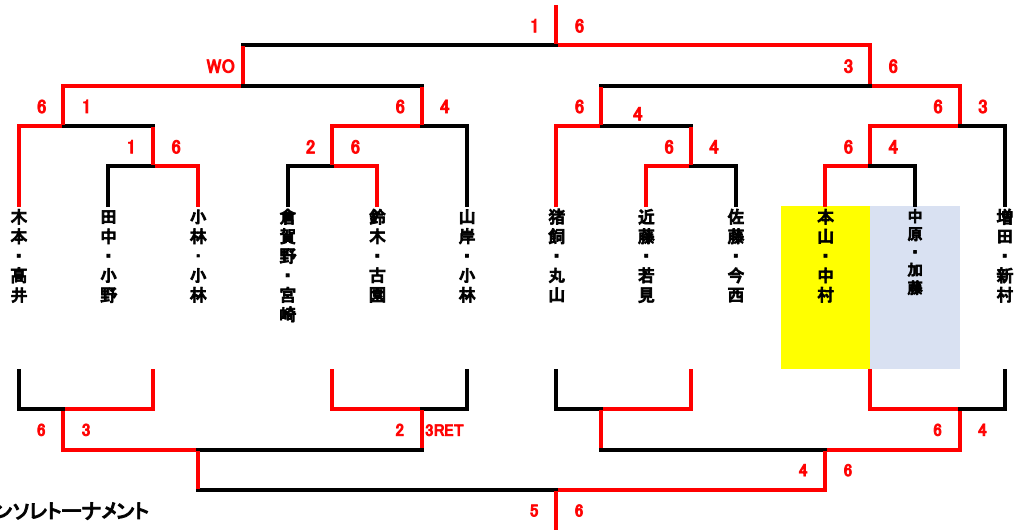 1 6
WO 3 6
6 1 6 4 6 4 6 3
1 6 2 6 6 4 6 4
木本・高井
田中・小野
小林・小林
倉賀野・宮崎
鈴木・古園
山岸・小林
猪飼・丸山
近藤・若見
佐藤・今西
本山・中村
中原・加藤
増田・新村
6 3 2 3RET 6 4
4 6
ンソレトーナメント 5 6